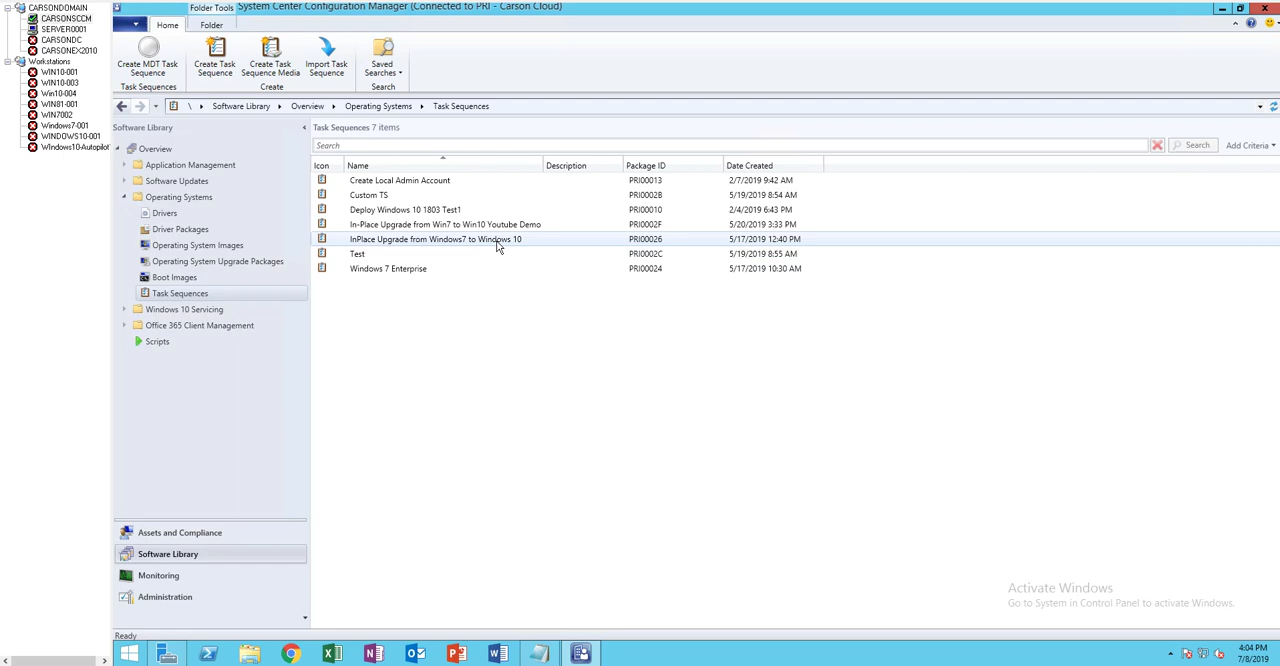 CARSONDOMAIN
CARSONSCCM
SERVER0001
CARSONDC
CARSONEX2010
Workstations
WIN10-001
WIN10-003
Win10-004
WIN81-001
WIN7002
Windows7-001
WINDOWS10-001
WIndows10-Autopilot
Folder Tools
System Center Configuration Manager (Connected to PRI - Carson Cloud)
Home
Folder
Create MDT Task Sequence
Create Task Sequence
Create Task Sequence Media
Import Task Sequence
Saved Searches
Task Sequences
Create
Search
\ Software Library Overview Operating Systems Task Sequences
Software Library
Overview
Application Management
Software Updates
Operating Systems
Drivers
Driver Packages
Operating System Images
Operating System Upgrade Packages
Boot Images
Task Sequences
Windows 10 Servicing
Office 365 Client Management
Scripts
Assets and Compliance
Software Library
Monitoring
Administration
Task Sequences 7 items
Search
Search
Add Criteria
Icon Name Description Package ID Date Created
Create Local Admin Account PRI00013 2/7/2019 9:42 AM
Custom TS PRI0002B 5/19/2019 8:54 AM
Deploy Windows 10 1803 Test1 PRI00010 2/4/2019 6:43 PM
In-Place Upgrade from Win7 to Win10 Youtube Demo PRI0002F 5/20/2019 3:33 PM
InPlace Upgrade from Windows7 to Windows 10 PRI00026 5/17/2019 12:40 PM
Test PRI0002C 5/19/2019 8:55 AM
Windows 7 Enterprise PRI00024 5/17/2019 10:30 AM
Activate Windows
Go to System in Control Panel to activate Windows.
Ready
4:04 PM
7/8/2019